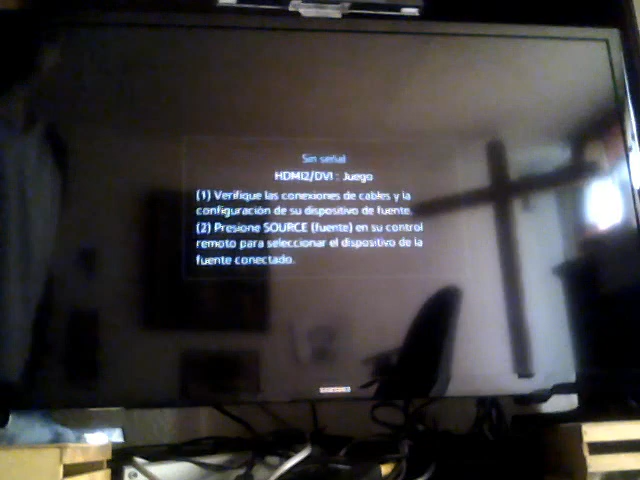 Sin señal
HDMI2/DVI : Juego
(1) Verifique las conexiones de cables y la
configuración de su dispositivo de fuente.
(2) Presione SOURCE (fuente) en su control
remoto para seleccionar el dispositivo de la
fuente conectado.